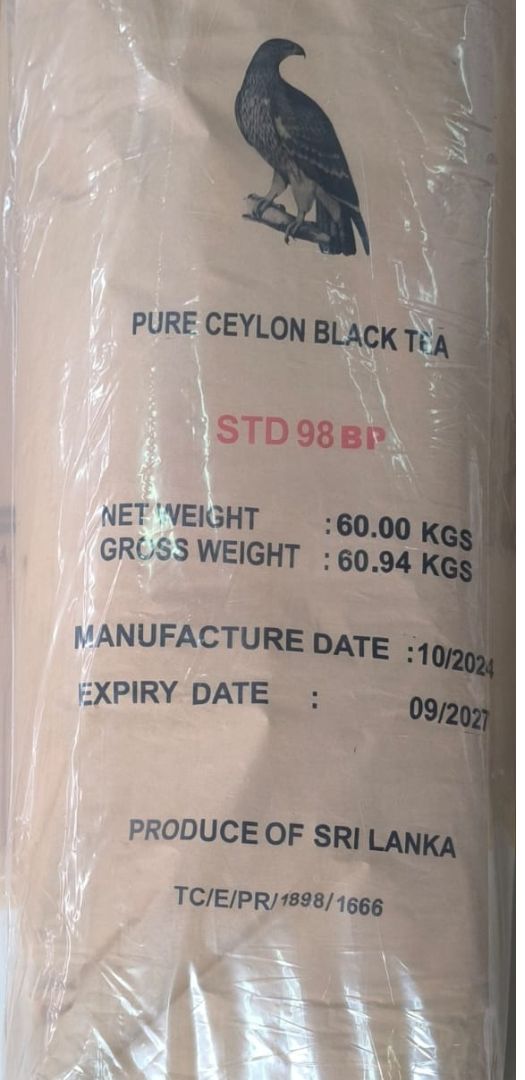 PURE CEYLON BLACK TEA
STD 98 BP
NET WEIGHT : 60.00 KGS
GROSS WEIGHT : 60.94 KGS
MANUFACTURE DATE : 10/2024
EXPIRY DATE : 09/2027
PRODUCE OF SRI LANKA
TC/E/PR/1898/1666